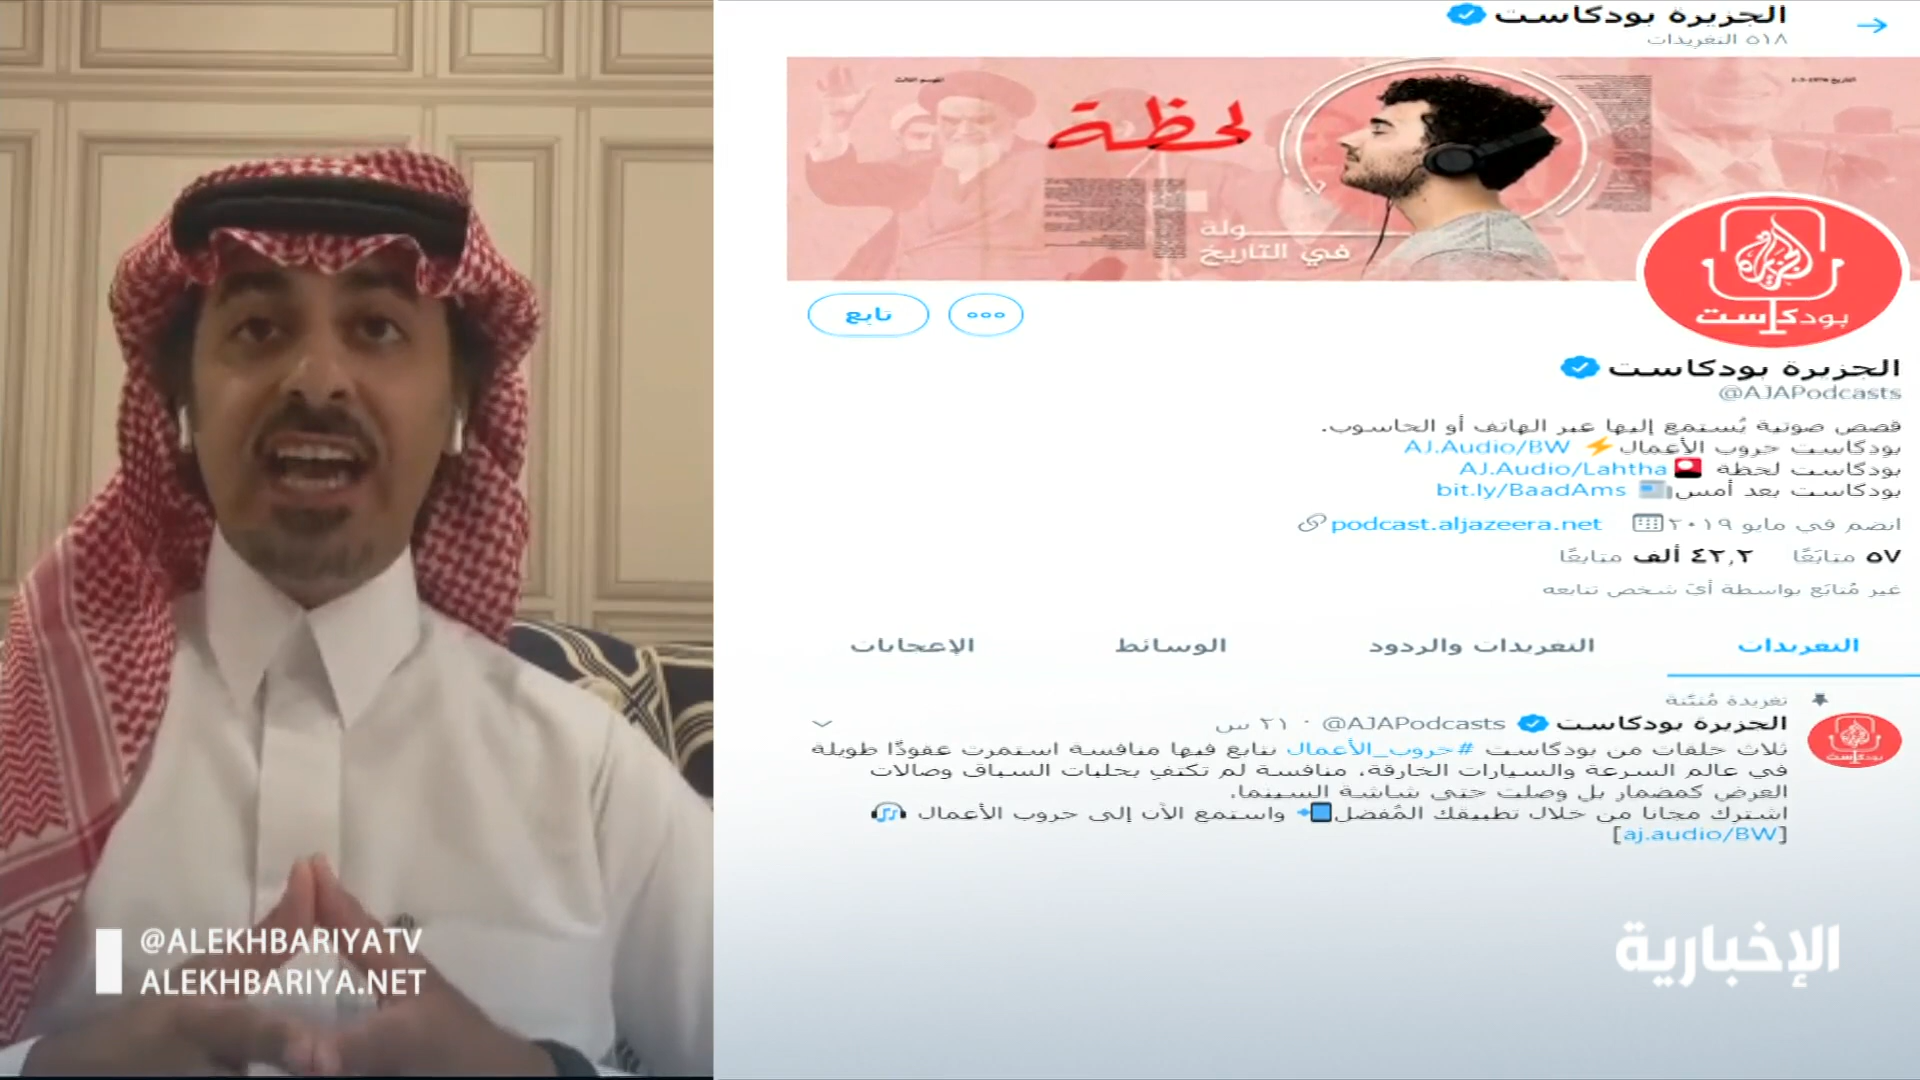 الجزيرة بودكاست
٥١٨ التغريدات
الموسم الثالث
لحظة
ـولة
في التاريخ
الجزيرة
بودكاست
تابع
الجزيرة بودكاست
@AJAPodcasts
قصص صوتية يُستمع إليها عبر الهاتف أو الحاسوب.
بودكاست حروب الأعمال⚡ AJ.Audio/BW
بودكاست لحظة 🎴 AJ.Audio/Lahtha
بودكاست بعد أمس🗞 bit.ly/BaadAms
انضم في مايو ٢٠١٩ podcast.aljazeera.net
٥٧ متابَعًا ٤٢,٢ ألف متابعًا
غير مُتابَع بواسطة أيّ شخص تتابعه
التغريدات التغريدات والردود الوسائط الإعجابات
تغريدة مُثبَّتة
الجزيرة بودكاست @AJAPodcasts · ٢١ س
ثلاث حلقات من بودكاست #حروب_الأعمال نتابع فيها منافسة استمرت عقودًا طويلة
في عالم السرعة والسيارات الخارقة، منافسة لم تكتفِ بحلبات السباق وصالات
العرض كمضمار بل وصلت حتى شاشة السينما.
اشترك مجانا من خلال تطبيقك المُفضل📲 واستمع الآن إلى حروب الأعمال 🎧
[aj.audio/BW]
@ALEKHBARIYATV
ALEKHBARIYA.NET
الإخبارية